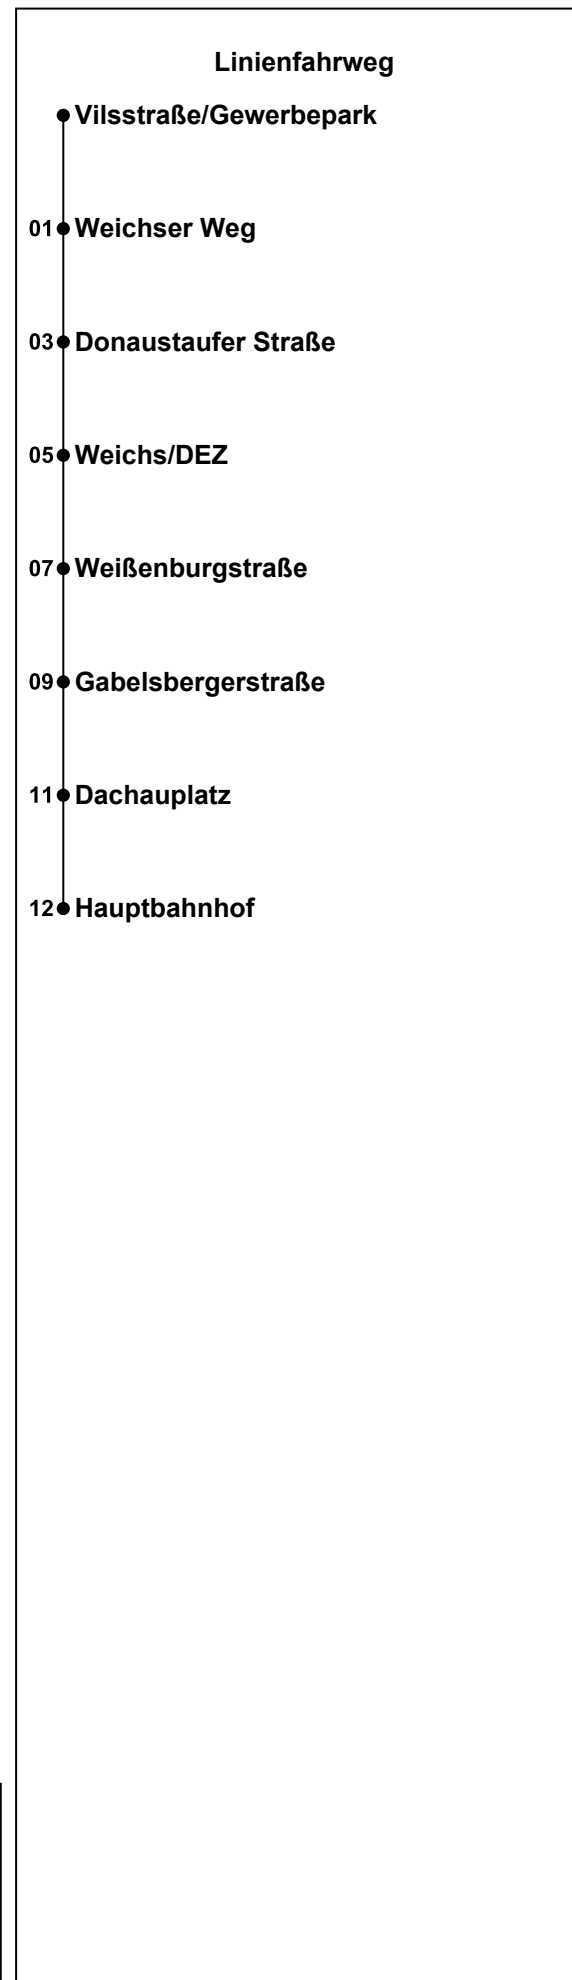 Linienfahrweg
Vilsstraße/Gewerbepark
01 Weichser Weg
03 Donaustaufer Straße
05 Weichs/DEZ
07 Weißenburgstraße
09 Gabelsbergerstraße
11 Dachauplatz
12 Hauptbahnhof